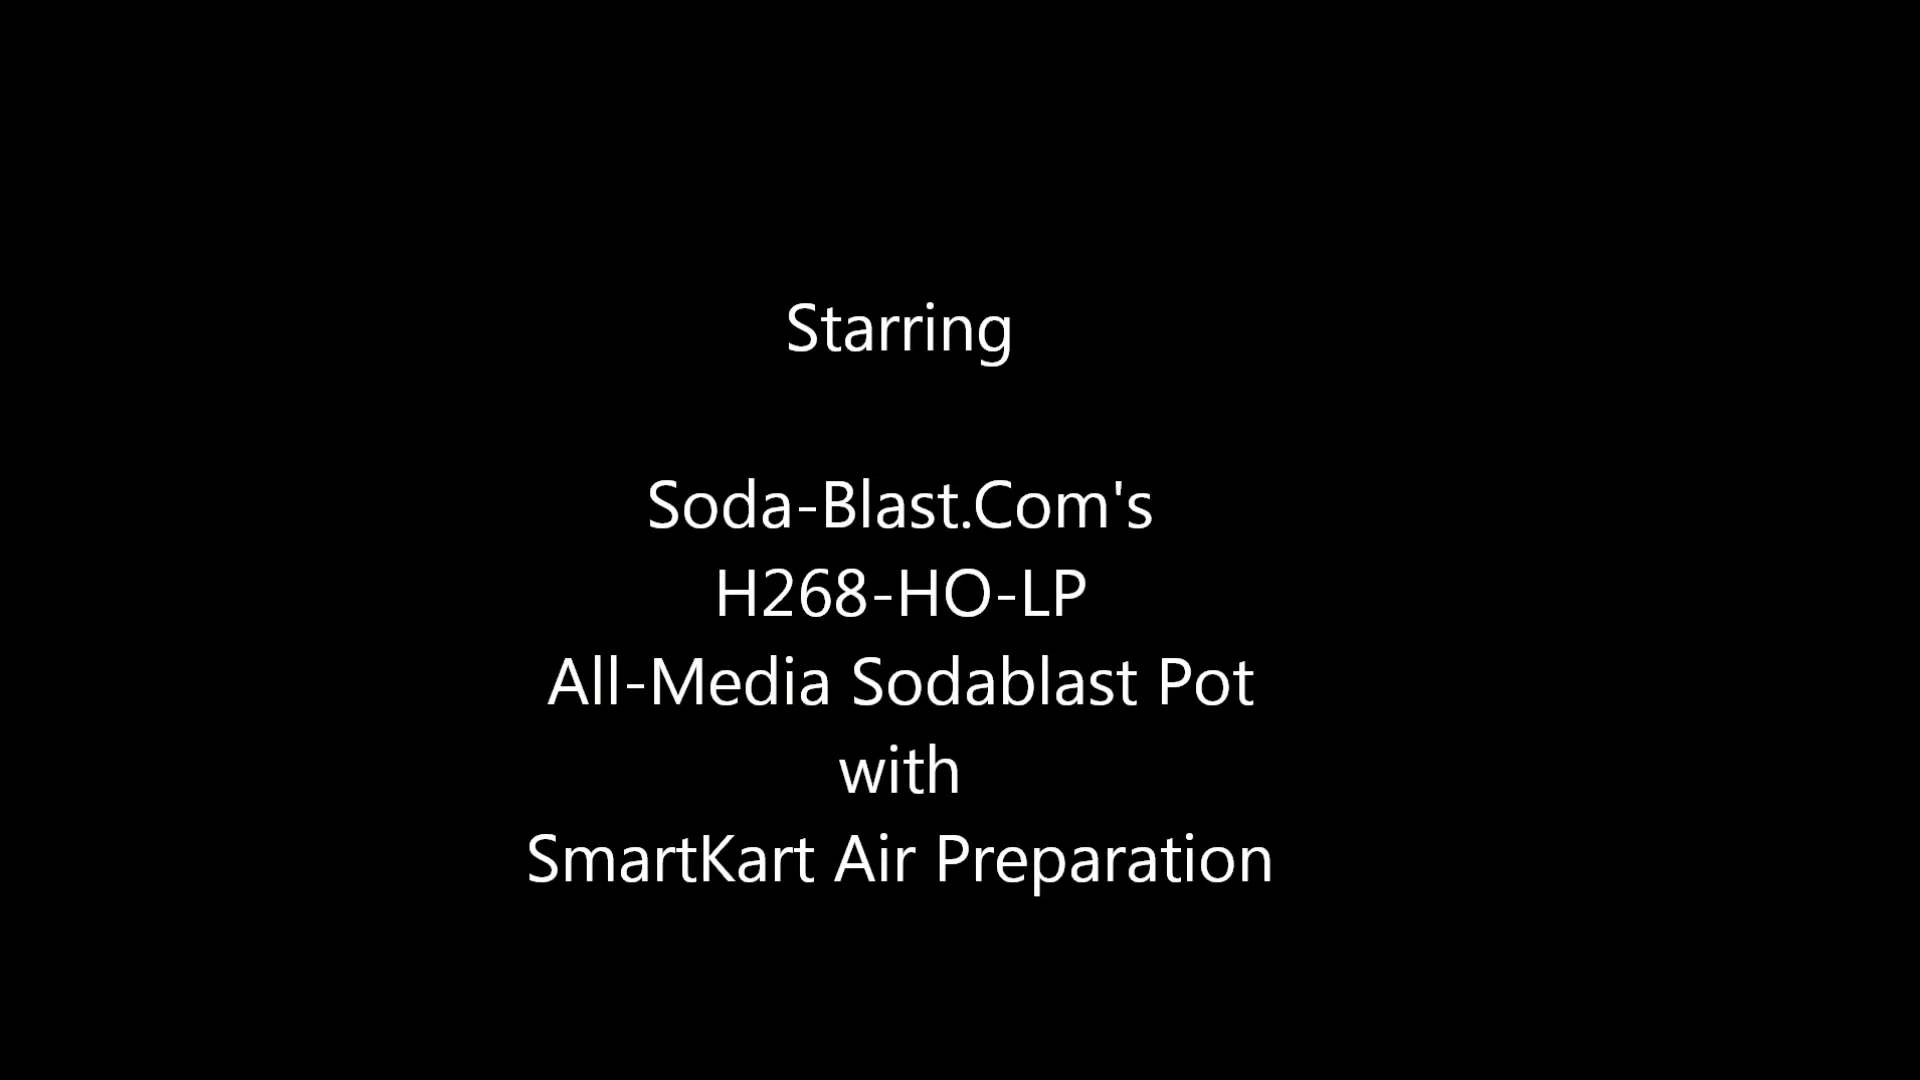 Starring
Soda-Blast.Com's
H268-HO-LP
All-Media Sodablast Pot
with
SmartKart Air Preparation